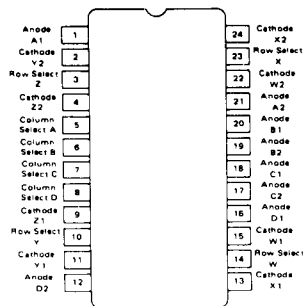 Anode
A1
1
Cathode
Y2
2
Row Select
Z
3
Cathode
Z2
4
Column
Select A
5
Column
Select B
6
Column
Select C
7
Column
Select D
8
Cathode
Z1
9
Row Select
Y
10
Cathode
Y1
11
Anode
D2
12
24
Cathode
X2
23
Row Select
X
22
Cathode
W2
21
Anode
A2
20
Anode
B1
19
Anode
B2
18
Anode
C1
17
Anode
C2
16
Anode
D1
15
Cathode
W1
14
Row Select
W
13
Cathode
X1